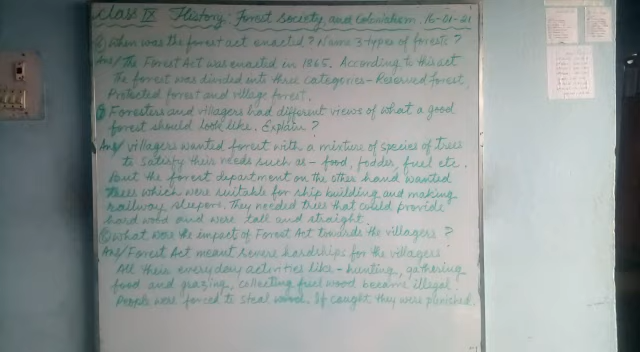 Class IX History: Forest Society, and Colonialism. 16-01-21
When was the forest act enacted? Name 3 types of forests?
Ans/ The Forest Act was enacted in 1865. According to this act
the forest was divided into three categories - Reserved forest,
Protected forest and village forest.
Foresters and villagers had different views of what a good
forest should look like. Explain?
Ans/ villagers wanted forest with a mixture of species of trees
to satisfy their needs such as - food, fodder, fuel etc.
but the forest department on the other hand wanted
trees which were suitable for ship building and making
railway sleepers, they needed trees that could provide
hard wood and were tall and straight.
What were the impact of Forest Act towards the villagers?
Ans/ Forest Act meant severe hardships for the villagers.
All their everyday activities like - hunting, gathering
food and grazing, collecting fuel wood became illegal.
People were forced to steal wood. If caught, they were punished.